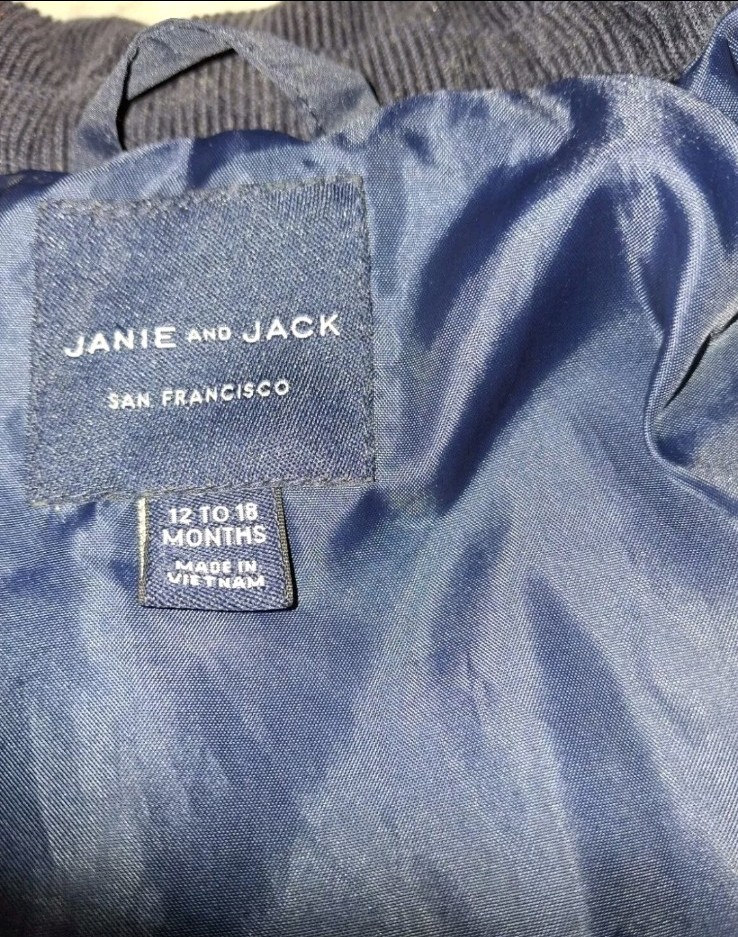 JANIE AND JACK
SAN FRANCISCO
12 TO 18
MONTHS
MADE IN
VIETNAM